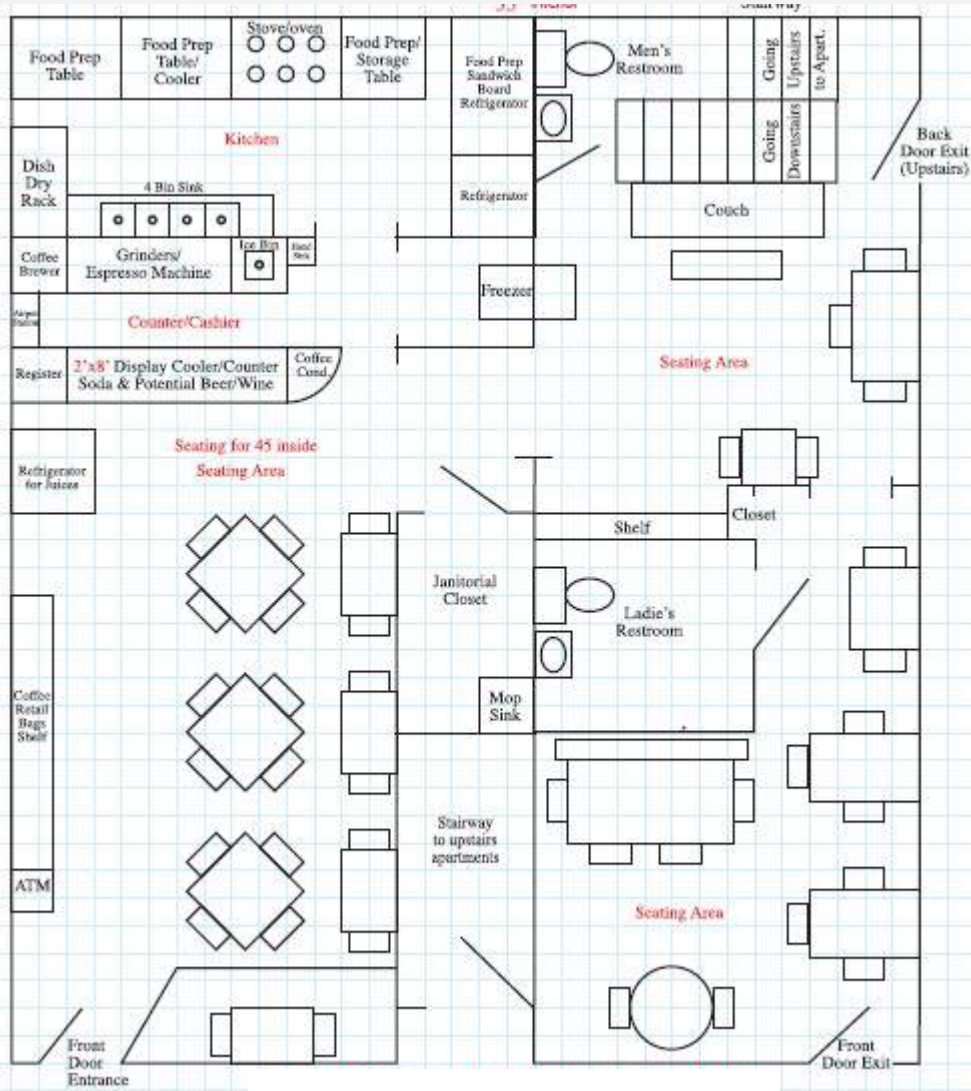 Stairway
Food Prep
Table
Food Prep
Table/
Cooler
Stove/oven
Food Prep/
Storage
Table
Food Prep
Sandwich
Board
Refrigerator
Men's
Restroom
Going
Upstairs
to Apart.
Kitchen
Going
Downstairs
Back
Door Exit
(Upstairs)
Dish
Dry
Rack
4 Bin Sink
Refrigerator
Couch
Coffee
Brewer
Grinders/
Espresso Machine
Ice Bin
Hand
Sink
Freezer
Counter/Cashier
Seating Area
Register
2'x8' Display Cooler/Counter
Soda & Potential Beer/Wine
Coffee
Cond.
Seating for 45 inside
Seating Area
Refrigerator
for Juices
Closet
Shelf
Janitorial
Closet
Ladie's
Restroom
Coffee
Retail
Bags
Shelf
Mop
Sink
Stairway
to upstairs
apartments
ATM
Seating Area
Front
Door
Entrance
Front
Door Exit